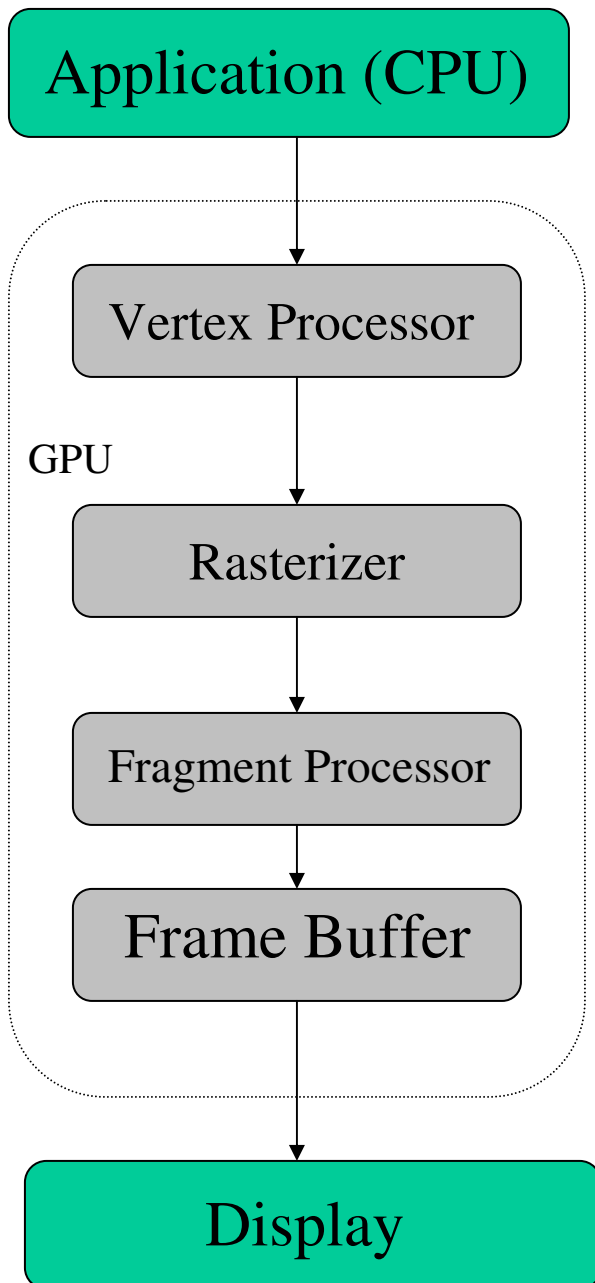 Application (CPU)
Vertex Processor
GPU
Rasterizer
Fragment Processor
Frame Buffer
Display